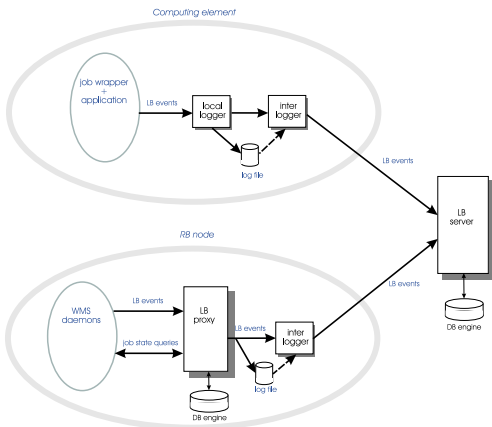 Computing element
job wrapper
+
application
LB events
local
logger
inter
logger
log file
LB events
LB
server
DB engine
RB node
WMS
daemons
LB events
job state queries
LB
proxy
DB engine
LB events
log file
inter
logger
LB events